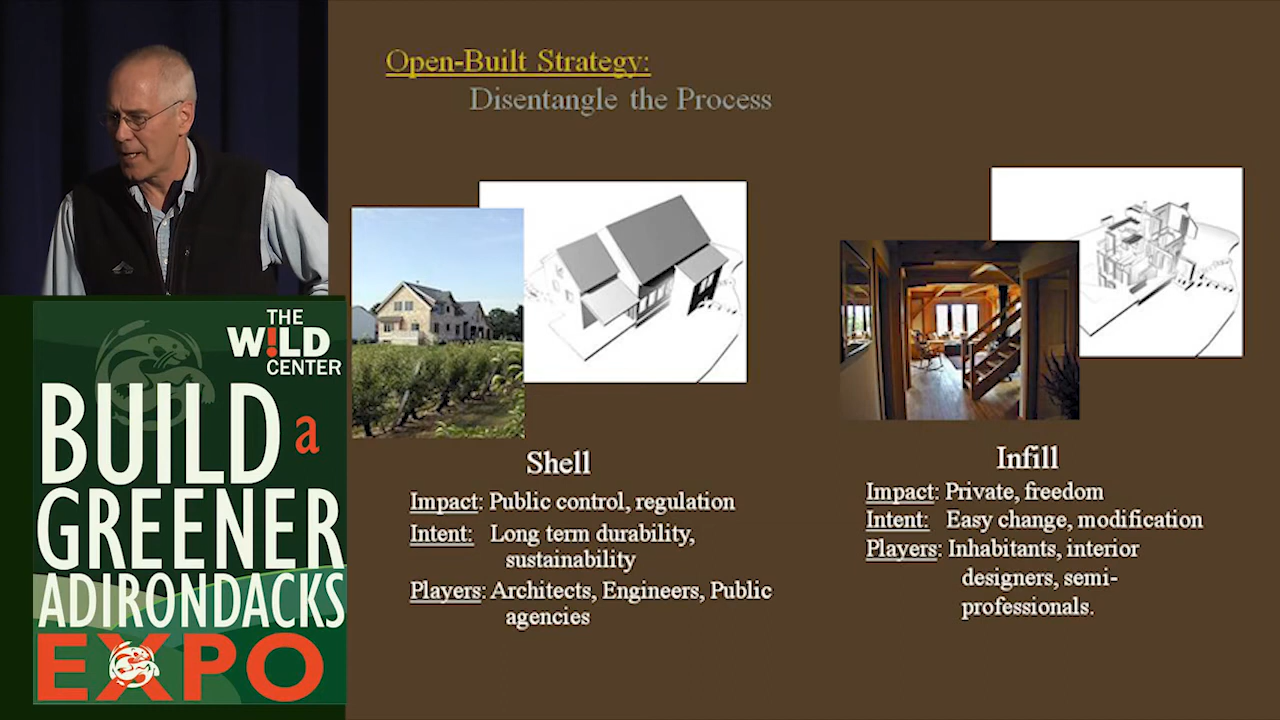 Open-Built Strategy:
Disentangle the Process
THE
W!LD
CENTER
BUILD a
GREENER
ADIRONDACKS
EXPO
Shell
Impact: Public control, regulation
Intent: Long term durability,
sustainability
Players: Architects, Engineers, Public
agencies
Infill
Impact: Private, freedom
Intent: Easy change, modification
Players: Inhabitants, interior
designers, semi-
professionals.